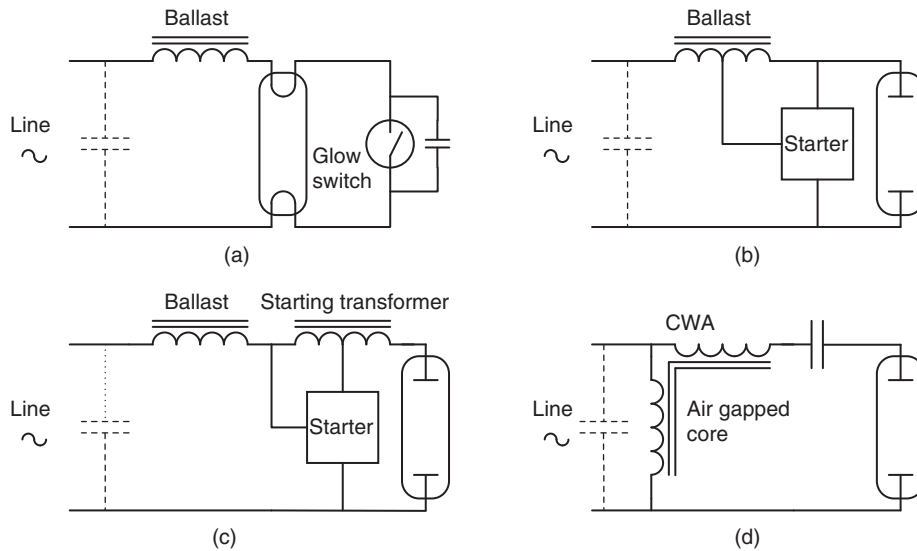 Ballast
Line
Glow
switch
(a)
Ballast
Line
Starter
(b)
Ballast
Starting transformer
Line
Starter
(c)
CWA
Line
Air gapped
core
(d)